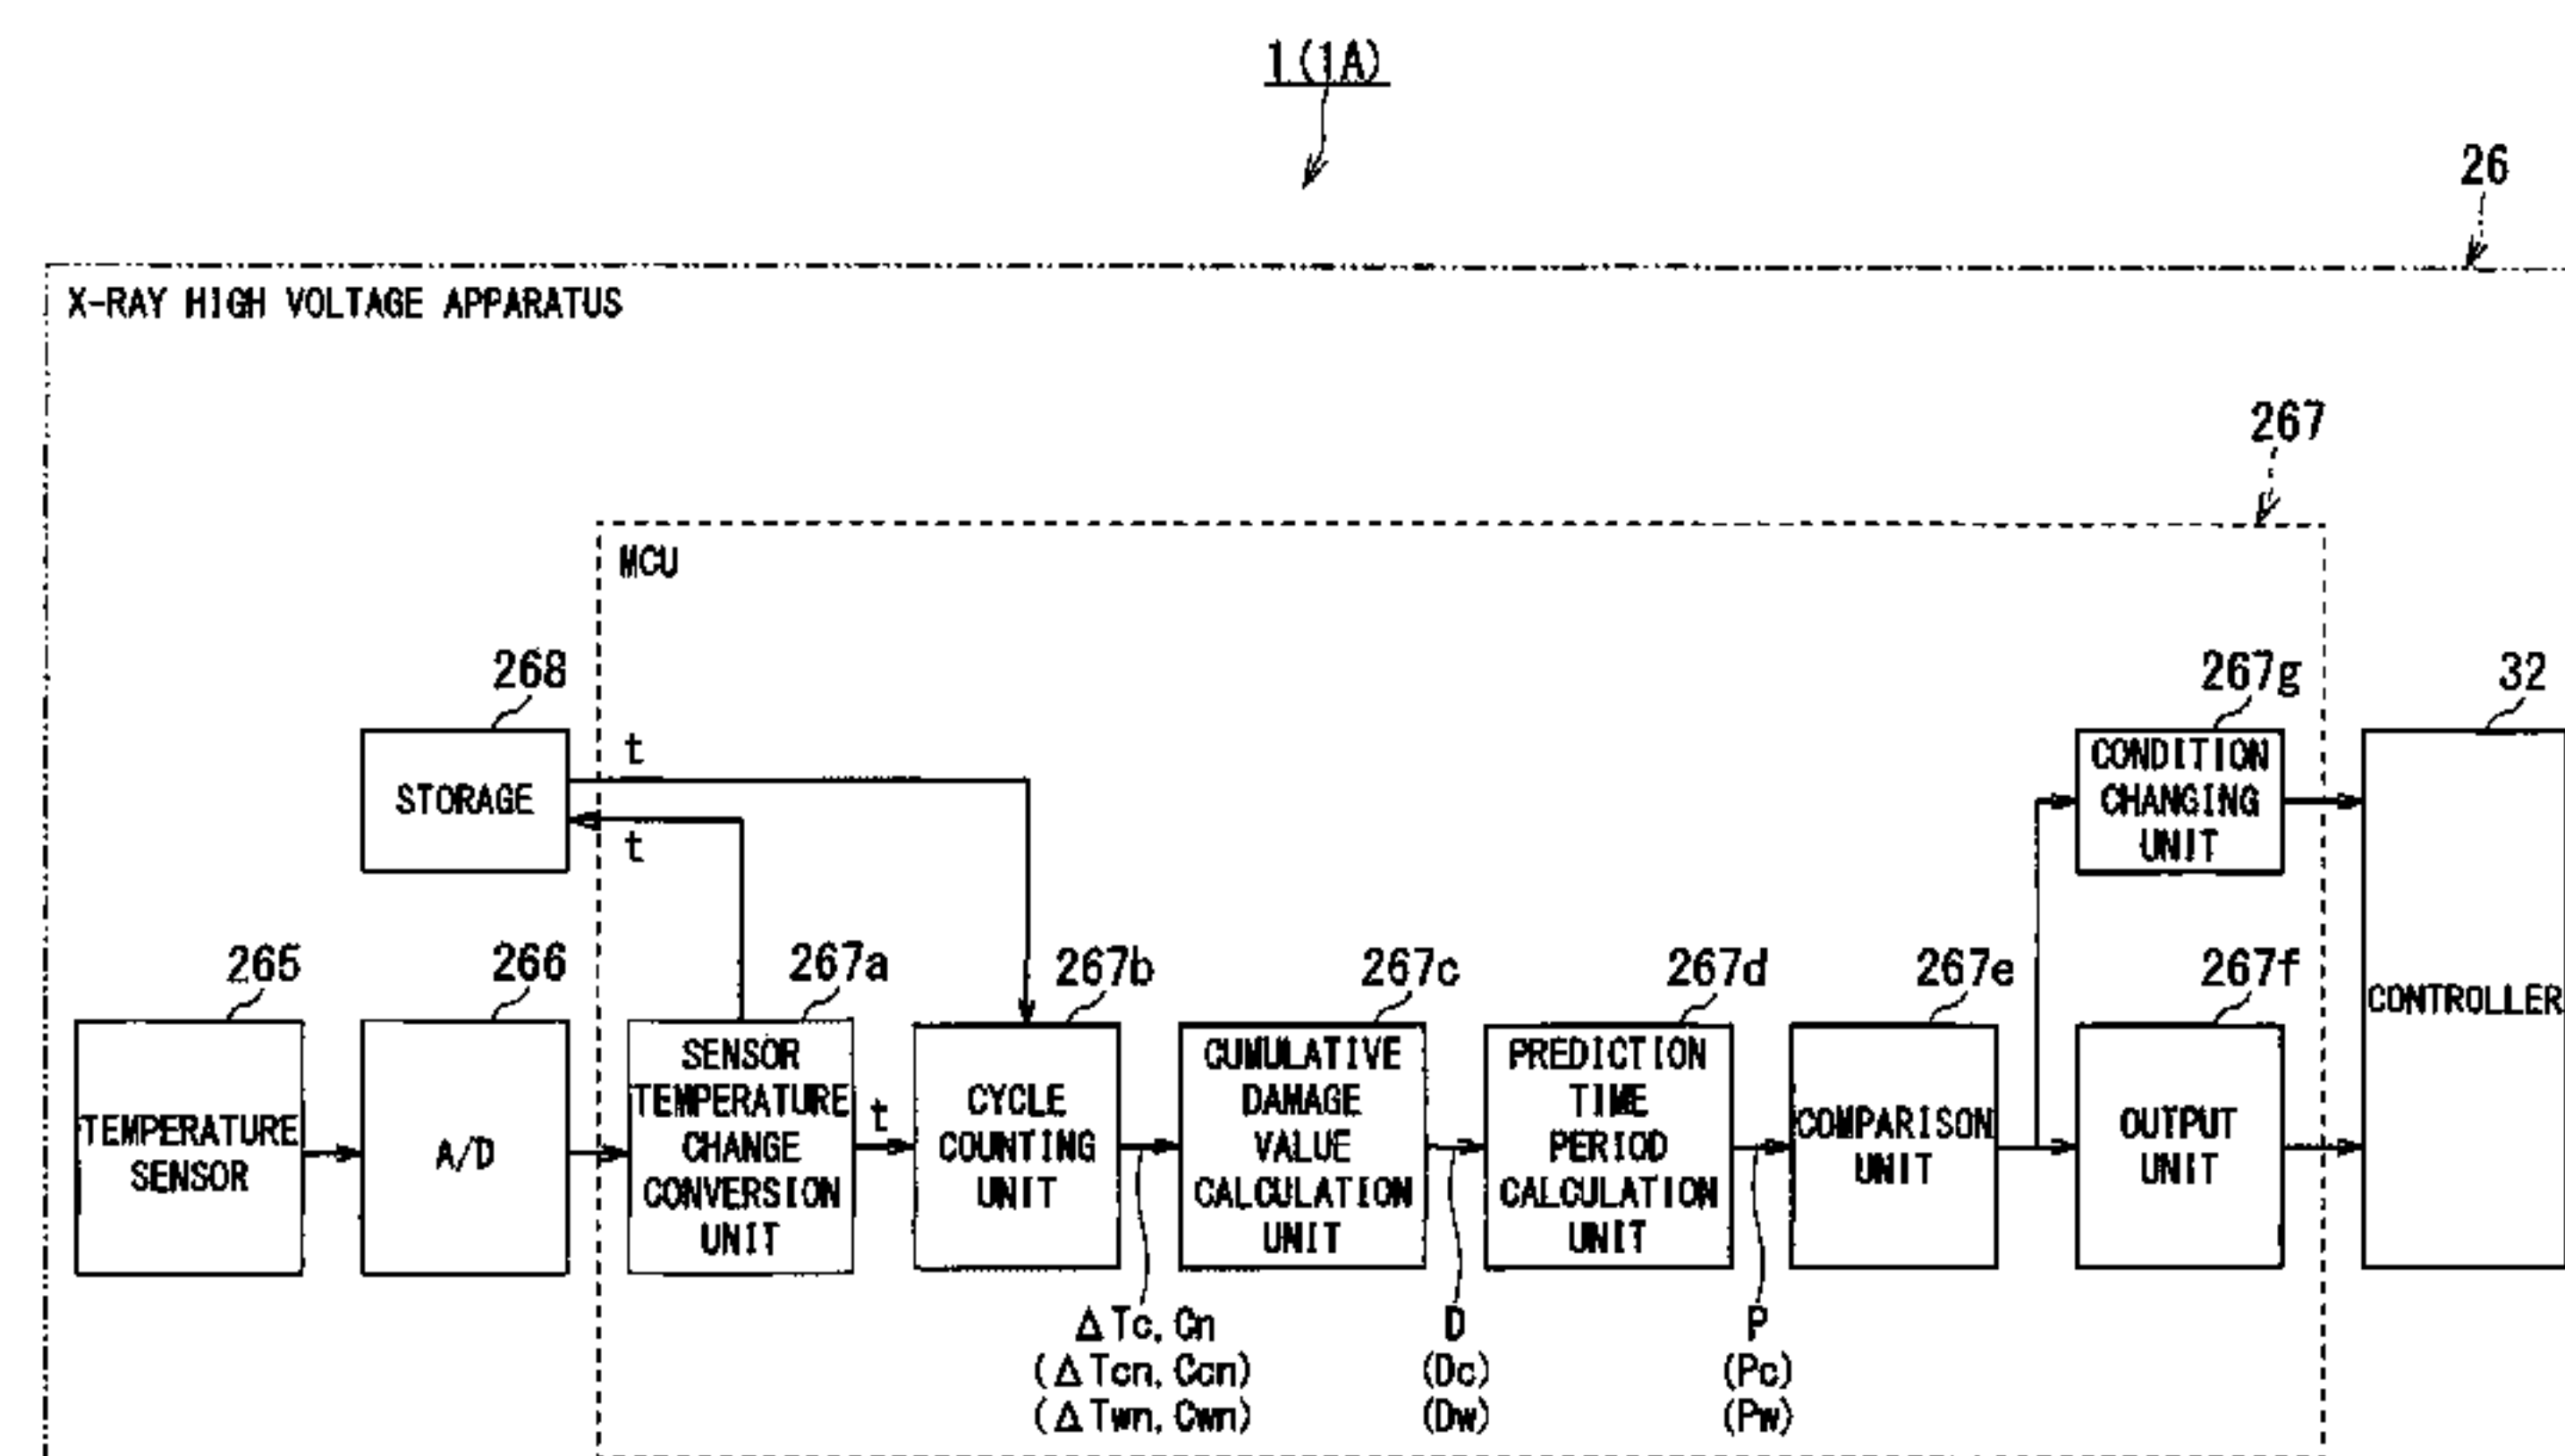 1(1A)
26
X-RAY HIGH VOLTAGE APPARATUS
267
MCU
268
267g
32
t
STORAGE
t
CONDITION
CHANGING
UNIT
265
266
267a
267b
267c
267d
267e
267f
CONTROLLER
TEMPERATURE
SENSOR
A/D
SENSOR
TEMPERATURE
CHANGE
CONVERSION
UNIT
t
CYCLE
COUNTING
UNIT
CUMULATIVE
DAMAGE
VALUE
CALCULATION
UNIT
PREDICTION
TIME
PERIOD
CALCULATION
UNIT
COMPARISON
UNIT
OUTPUT
UNIT
ΔTc, Cn
(ΔTcn, Ccn)
(ΔTwn, Cwn)
D
(Dc)
(Dw)
P
(Pc)
(Pw)